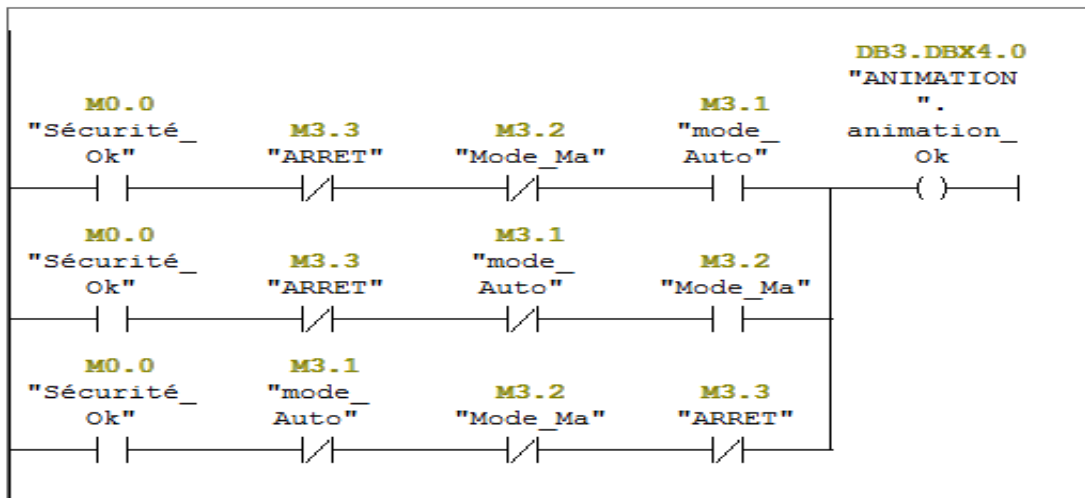 DB3.DBX4.0
"ANIMATION
".
animation_
Ok
M0.0
"Sécurité_
Ok"
M3.3
"ARRET"
M3.2
"Mode_Ma"
M3.1
"mode_
Auto"
M0.0
"Sécurité_
Ok"
M3.3
"ARRET"
M3.1
"mode_
Auto"
M3.2
"Mode_Ma"
M0.0
"Sécurité_
Ok"
M3.1
"mode_
Auto"
M3.2
"Mode_Ma"
M3.3
"ARRET"